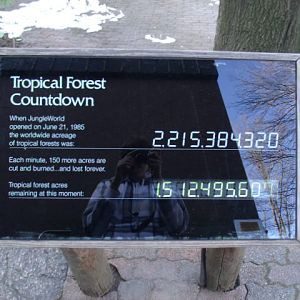 Tropical Forest
Countdown
When JungleWorld
opened on June 21, 1985
the worldwide acreage
of tropical forests was:
2.215.384.320
Each minute, 150 more acres are
cut and burned...and lost forever.
Tropical forest acres
remaining at this moment: